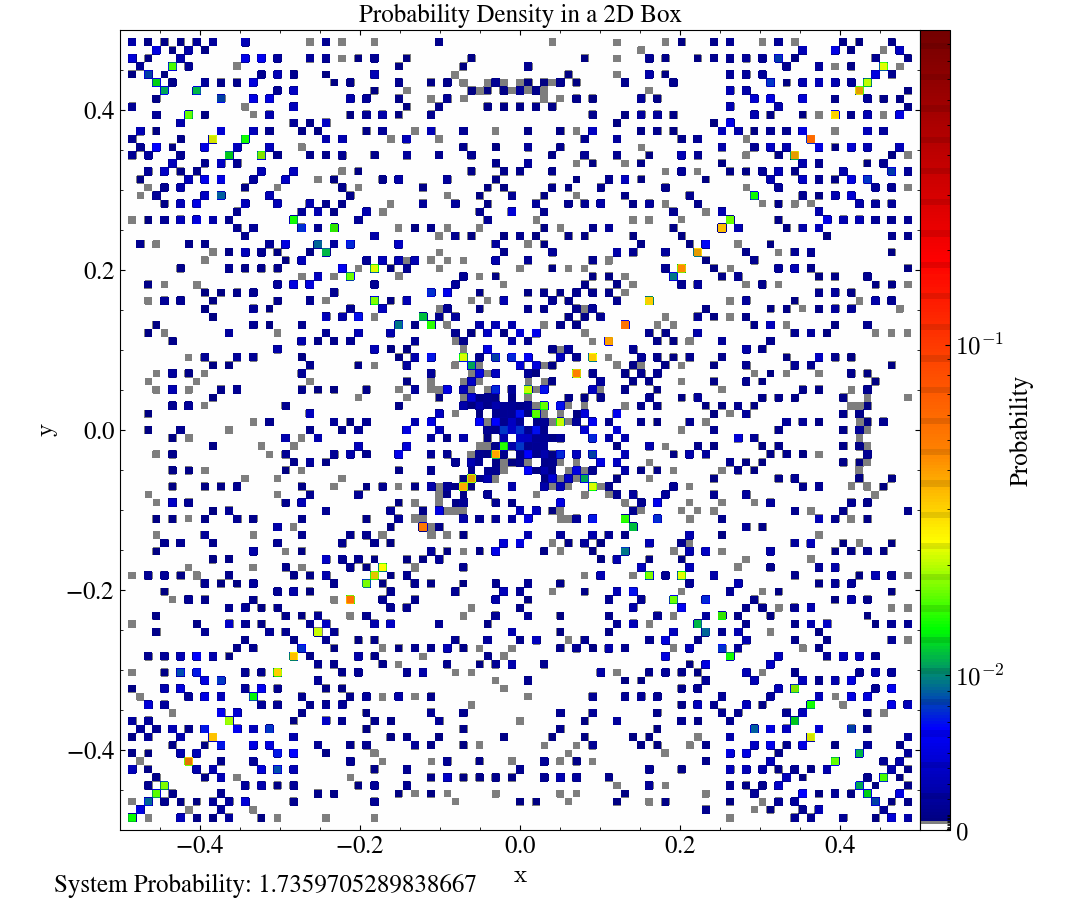 Probability Density in a 2D Box
0.4
0.2
0.0
−0.2
−0.4
y
−0.4 −0.2 0.0 0.2 0.4
x
10⁻¹
10⁻²
0
Probability
System Probability: 1.7359705289838667